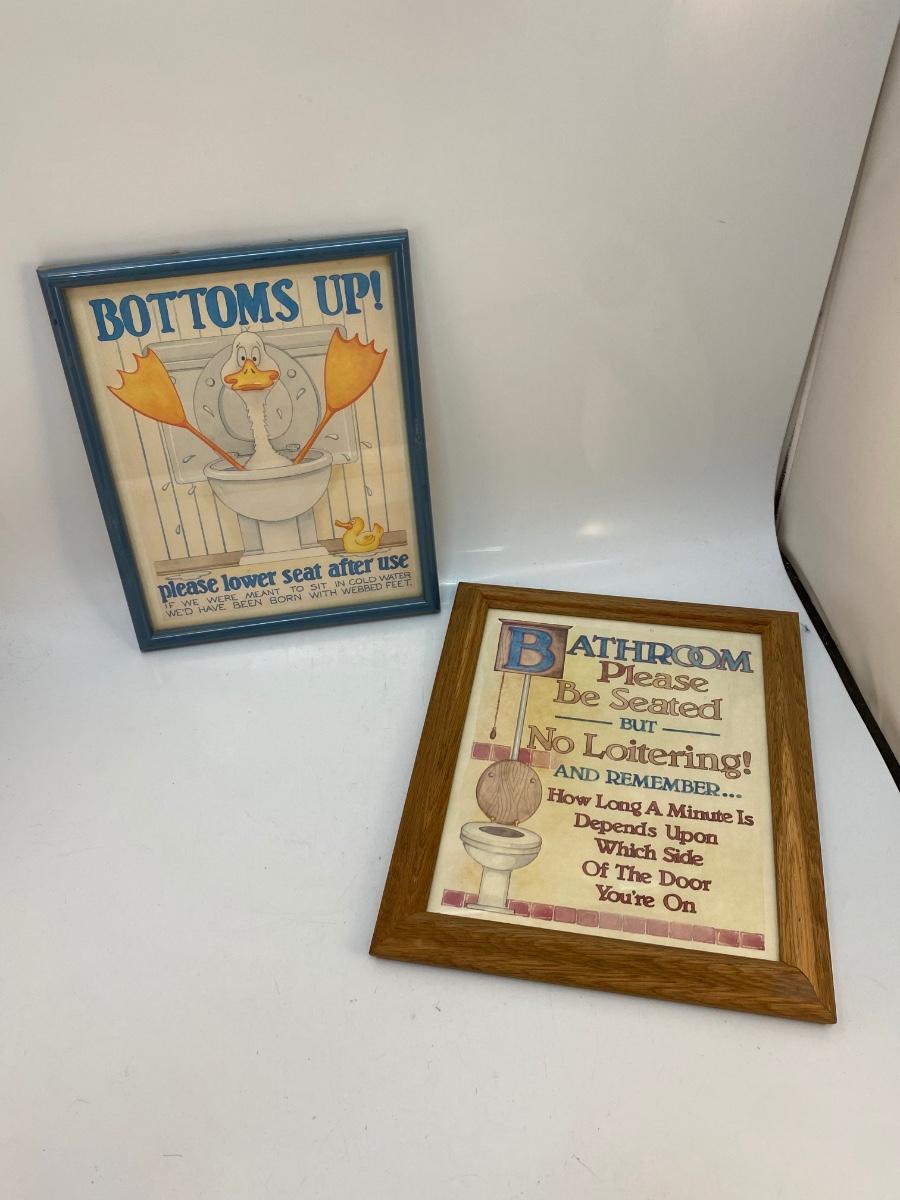 BOTTOMS UP!
please lower seat after use
IF WE WERE MEANT TO SIT IN COLD WATER
WE'D HAVE BEEN BORN WITH WEBBED FEET.
BATHROOM
Please
Be Seated
BUT
No Loitering!
AND REMEMBER...
How Long A Minute Is
Depends Upon
Which Side
Of The Door
You're On